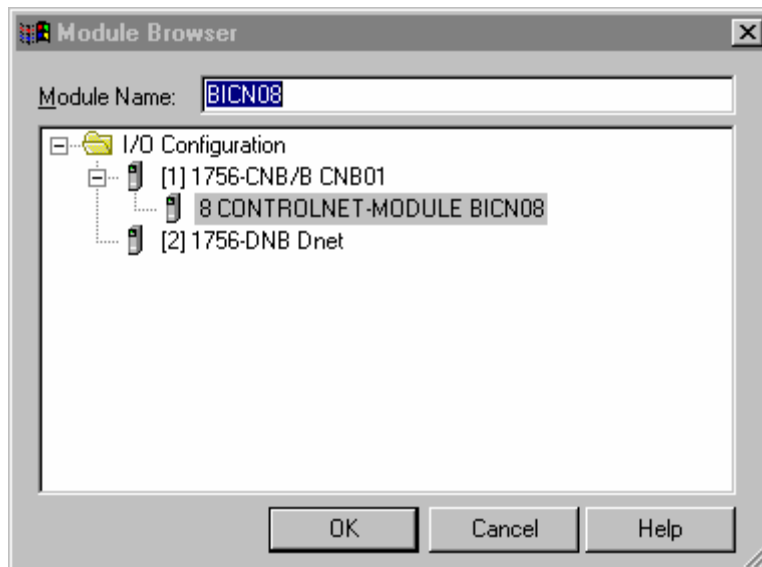 Module Browser
Module Name: BICN08
I/O Configuration
[1] 1756-CNB/B CNB01
8 CONTROLNET-MODULE BICN08
[2] 1756-DNB Dnet
OK Cancel Help